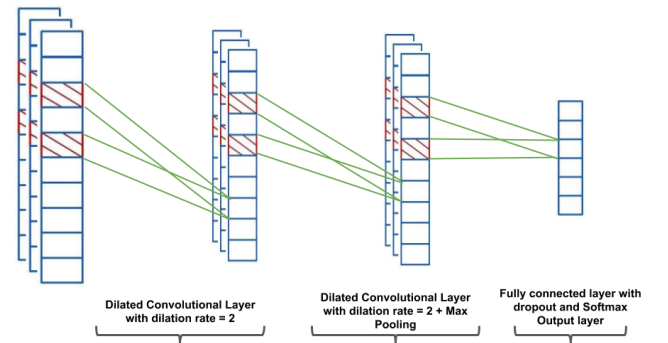 Dilated Convolutional Layer
with dilation rate = 2
Dilated Convolutional Layer
with dilation rate = 2 + Max
Pooling
Fully connected layer with
dropout and Softmax
Output layer